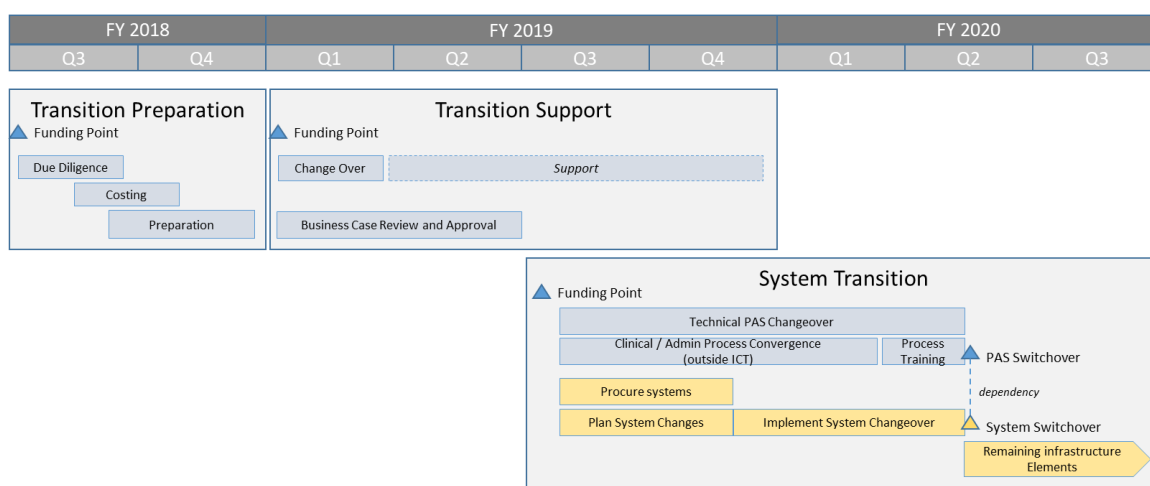 FY 2018 FY 2019 FY 2020
Q3 Q4 Q1 Q2 Q3 Q4 Q1 Q2 Q3
Transition Preparation
Funding Point
Due Diligence
Costing
Preparation
Transition Support
Funding Point
Change Over
Support
Business Case Review and Approval
System Transition
Funding Point
Technical PAS Changeover
Clinical / Admin Process Convergence
(outside ICT)
Process
Training
PAS Switchover
dependency
Procure systems
Plan System Changes
Implement System Changeover
System Switchover
Remaining infrastructure
Elements